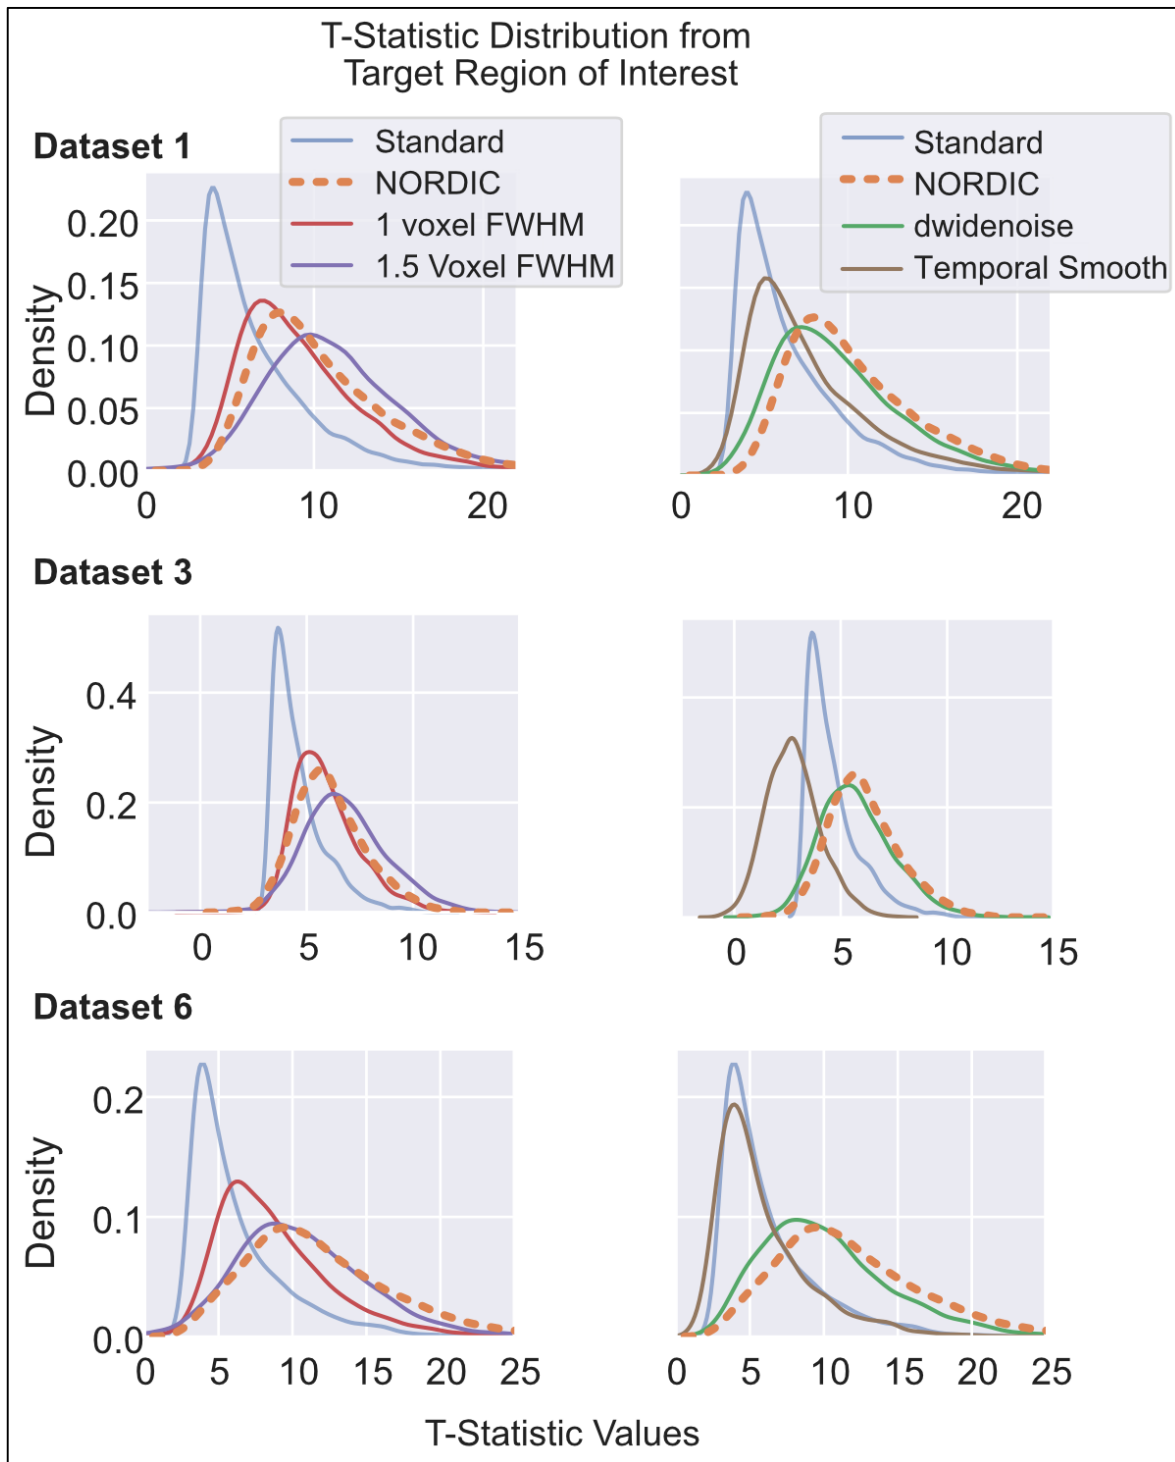 T-Statistic Distribution from
Target Region of Interest
Dataset 1
Standard
NORDIC
1 voxel FWHM
1.5 Voxel FWHM
Standard
NORDIC
dwidenoise
Temporal Smooth
Density
0.20
0.15
0.10
0.05
0.00
0 10 20
0 10 20
Dataset 3
Density
0.4
0.2
0.0
0 5 10 15
0 5 10 15
Dataset 6
Density
0.2
0.1
0.0
0 5 10 15 20 25
0 5 10 15 20 25
T-Statistic Values